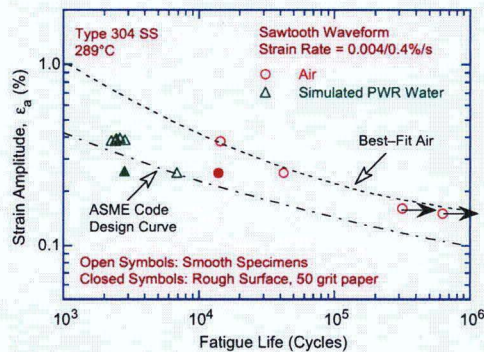 Type 304 SS
289°C
Sawtooth Waveform
Strain Rate = 0.004/0.4%/s
Air
Simulated PWR Water
Best–Fit Air
ASME Code
Design Curve
Open Symbols: Smooth Specimens
Closed Symbols: Rough Surface, 50 grit paper
Strain Amplitude, εa (%)
1.0
0.1
10³
10⁴
10⁵
10⁶
Fatigue Life (Cycles)